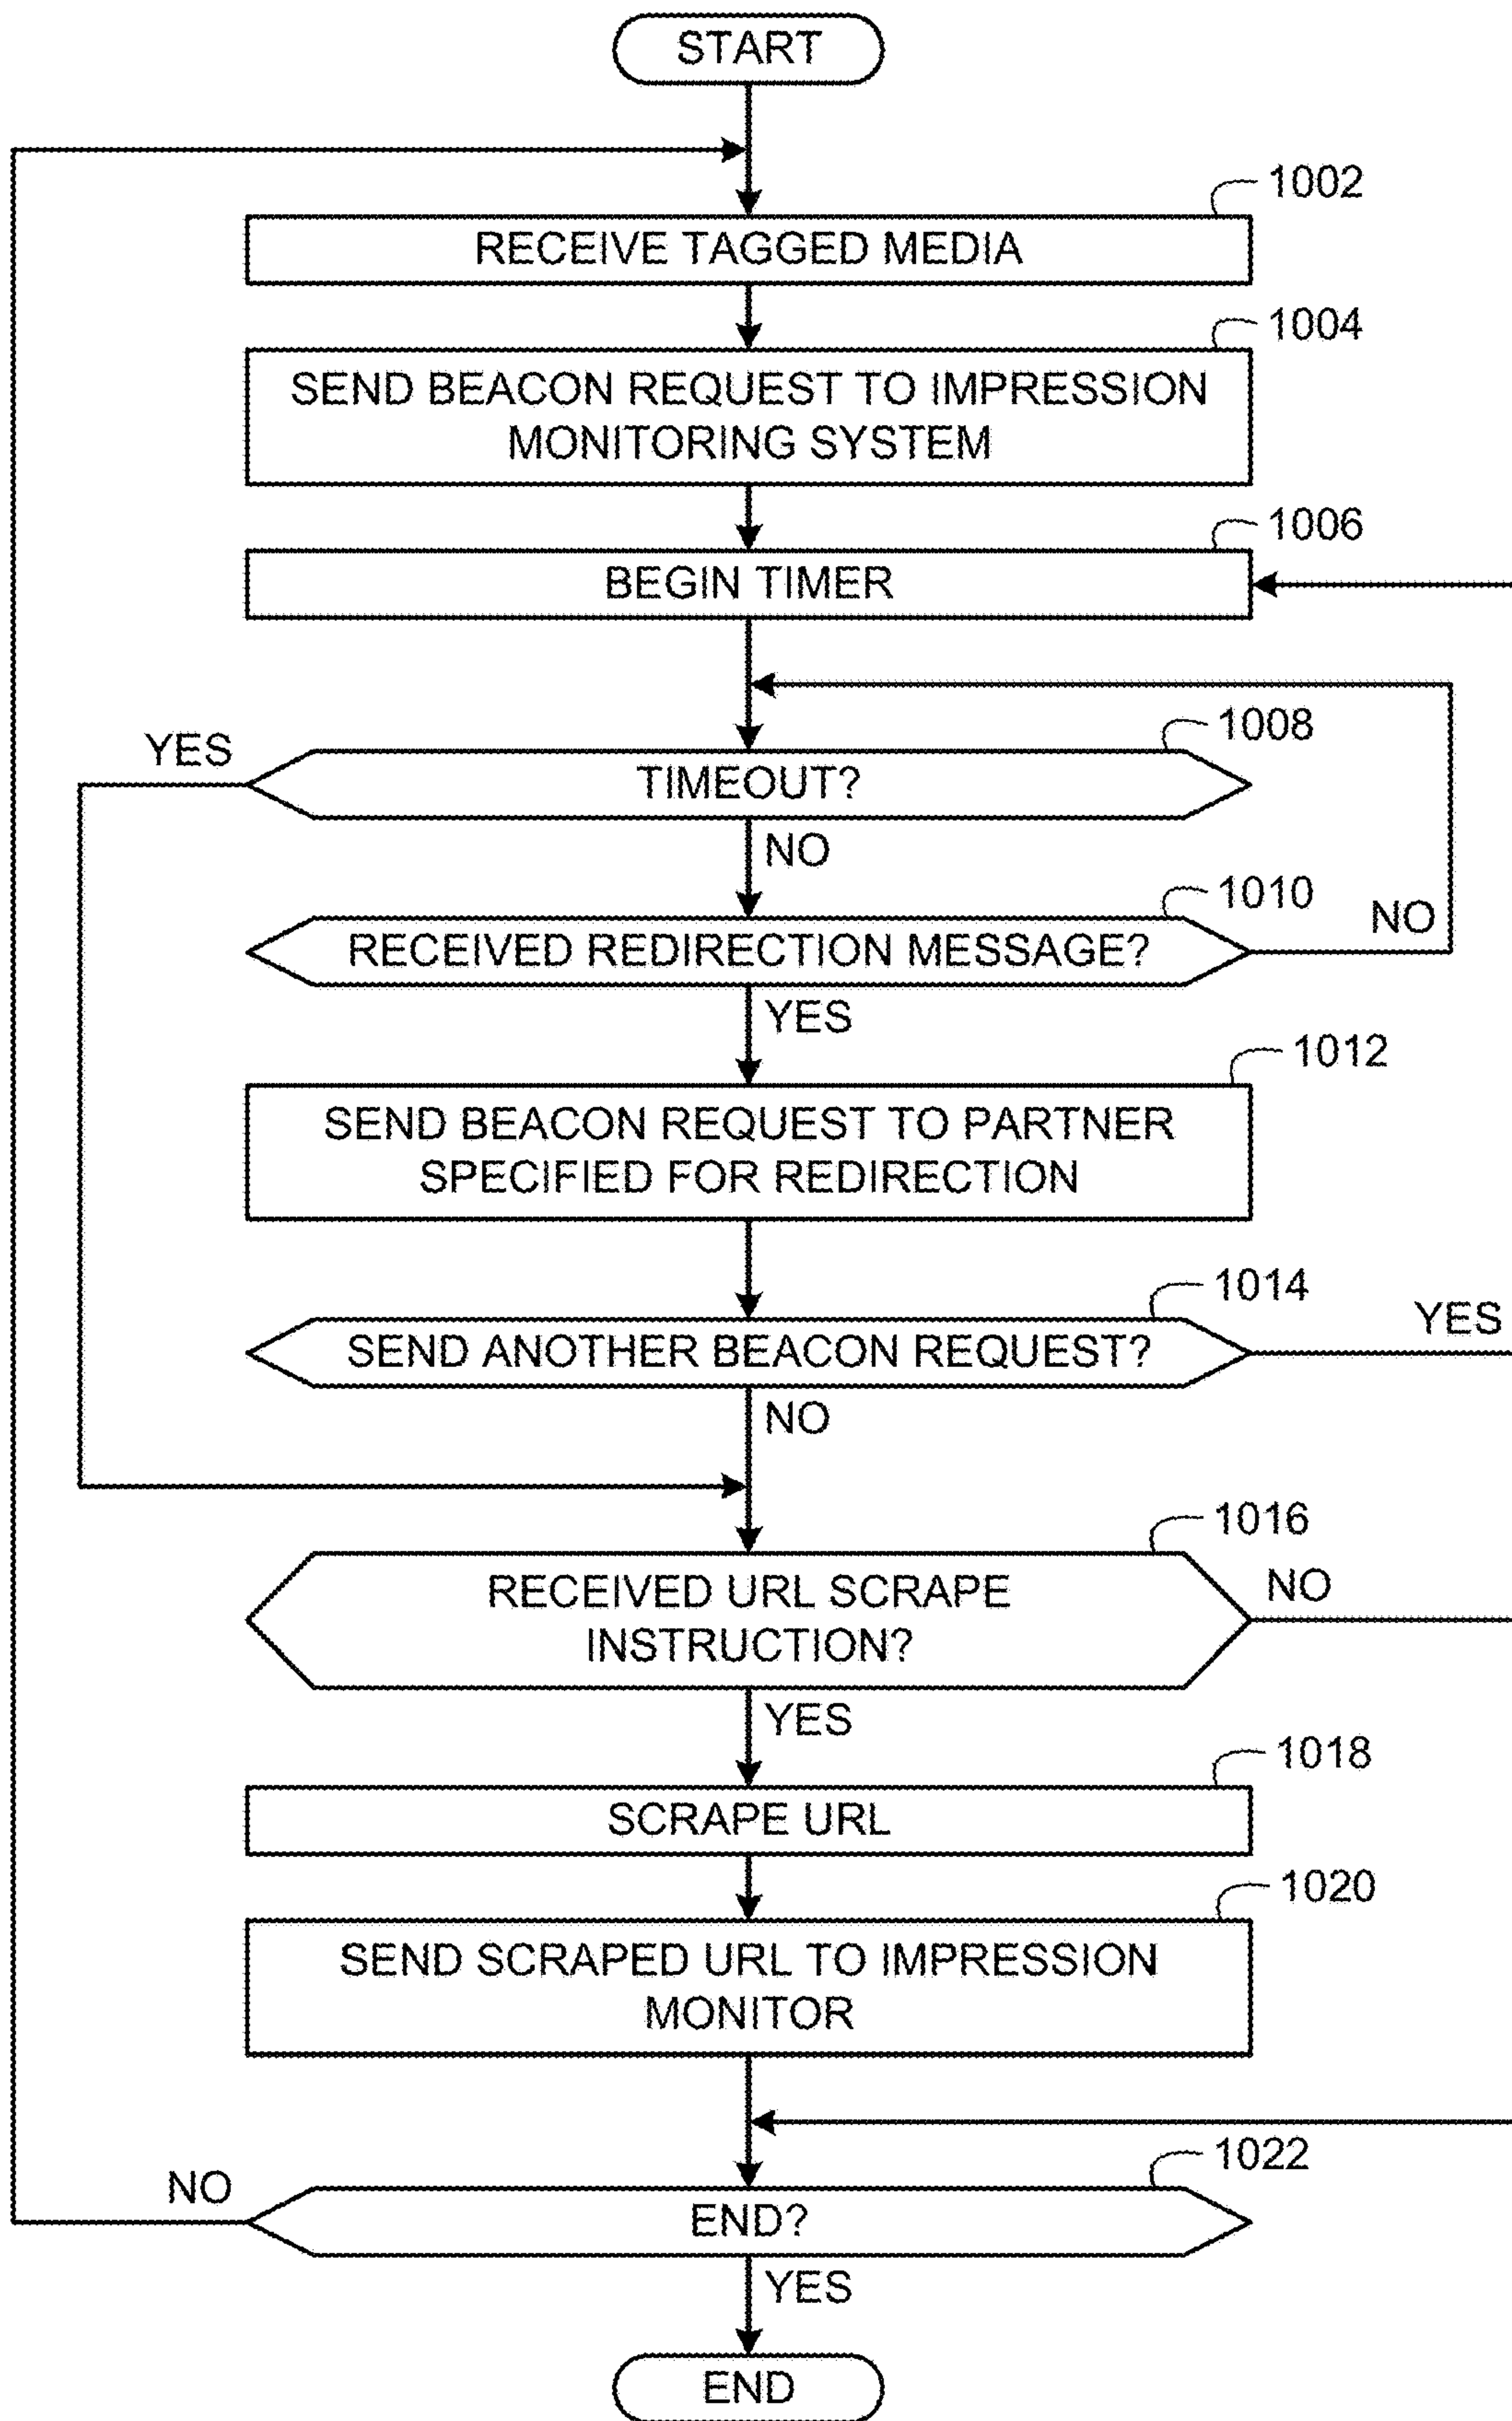 START
1002
RECEIVE TAGGED MEDIA
1004
SEND BEACON REQUEST TO IMPRESSION
MONITORING SYSTEM
1006
BEGIN TIMER
1008
YES
TIMEOUT?
NO
1010
NO
RECEIVED REDIRECTION MESSAGE?
YES
1012
SEND BEACON REQUEST TO PARTNER
SPECIFIED FOR REDIRECTION
1014
YES
SEND ANOTHER BEACON REQUEST?
NO
1016
NO
RECEIVED URL SCRAPE
INSTRUCTION?
YES
1018
SCRAPE URL
1020
SEND SCRAPED URL TO IMPRESSION
MONITOR
1022
NO
END?
YES
END